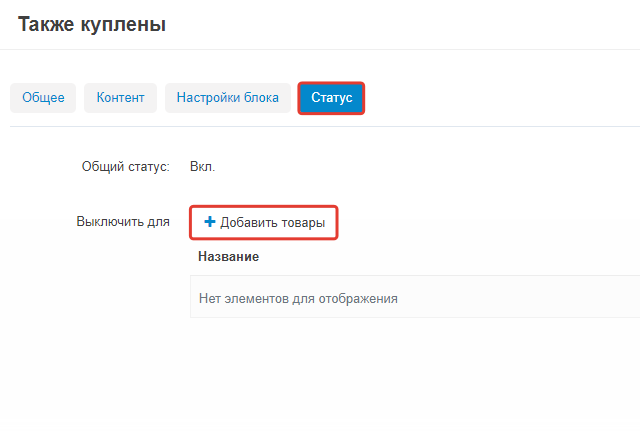 Также куплены
Общее Контент Настройки блока Статус
Общий статус: Вкл.
Выключить для Добавить товары
Название
Нет элементов для отображения